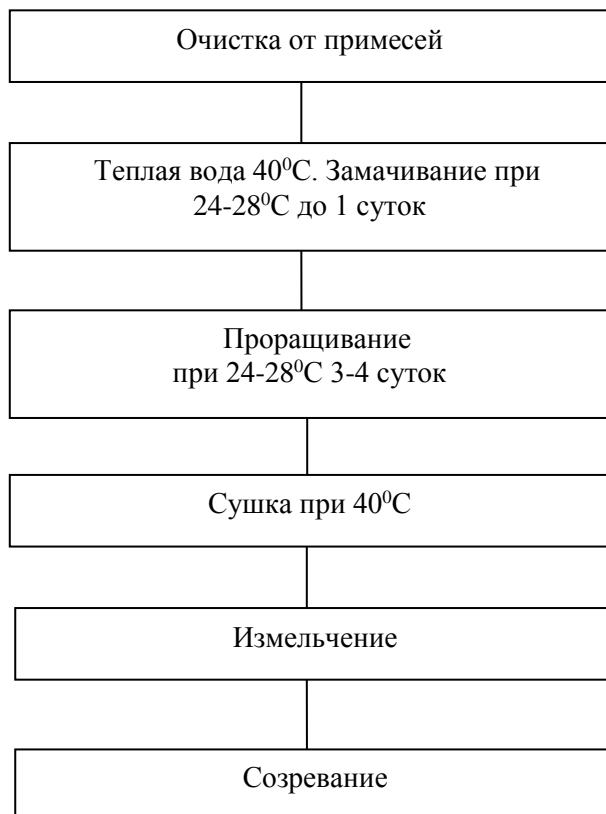 Очистка от примесей
Теплая вода 40⁰С. Замачивание при
24-28⁰С до 1 суток
Проращивание
при 24-28⁰С 3-4 суток
Сушка при 40⁰С
Измельчение
Созревание